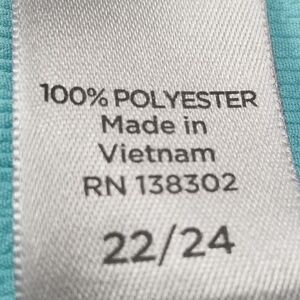 100% POLYESTER
Made in
Vietnam
RN 138302
22/24